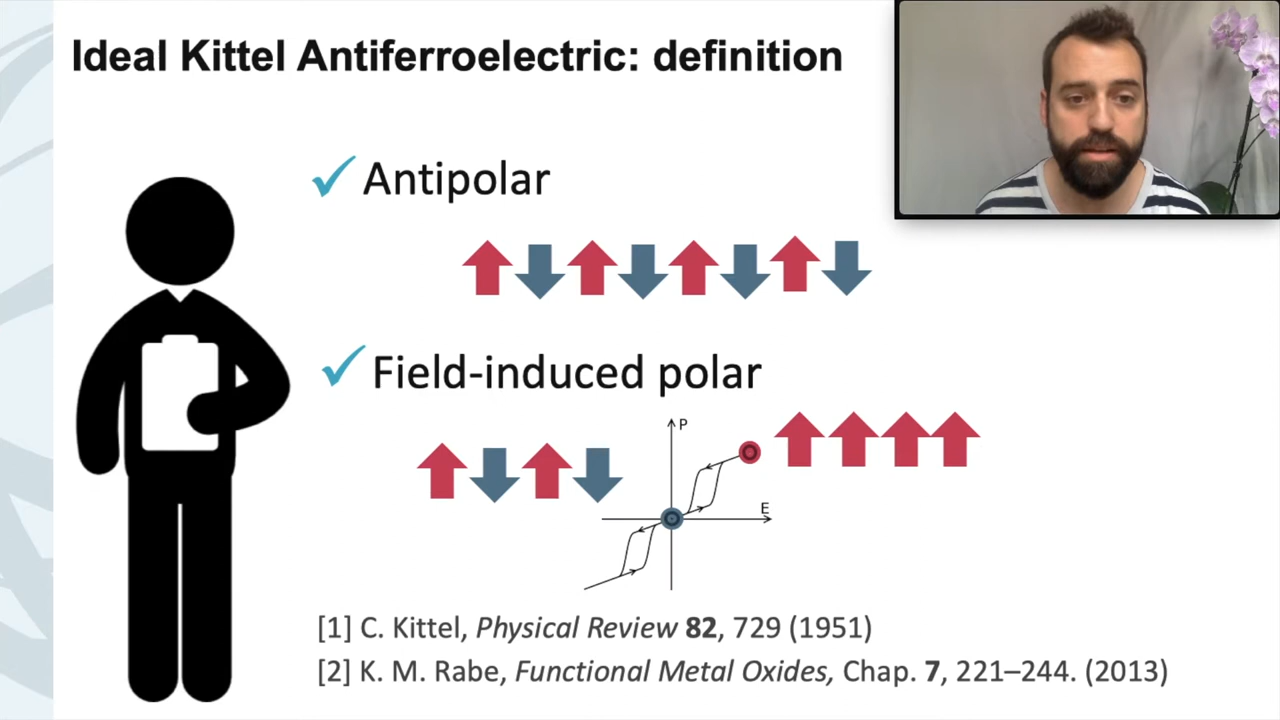 Ideal Kittel Antiferroelectric: definition
Antipolar
Field-induced polar
P
E
[1] C. Kittel, Physical Review 82, 729 (1951)
[2] K. M. Rabe, Functional Metal Oxides, Chap. 7, 221–244. (2013)